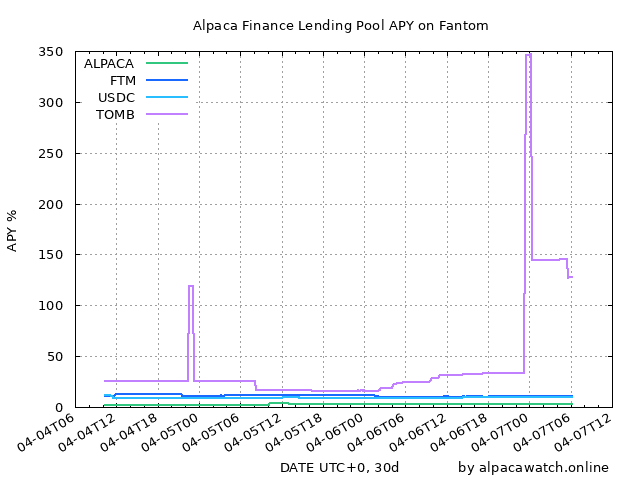 Alpaca Finance Lending Pool APY on Fantom
350
300
250
200
150
100
50
0
APY %
ALPACA
FTM
USDC
TOMB
04-04T06
04-04T12
04-04T18
04-05T00
04-05T06
04-05T12
04-05T18
04-06T00
04-06T06
04-06T12
04-06T18
04-07T00
04-07T06
04-07T12
DATE UTC+0, 30d
by alpacawatch.online